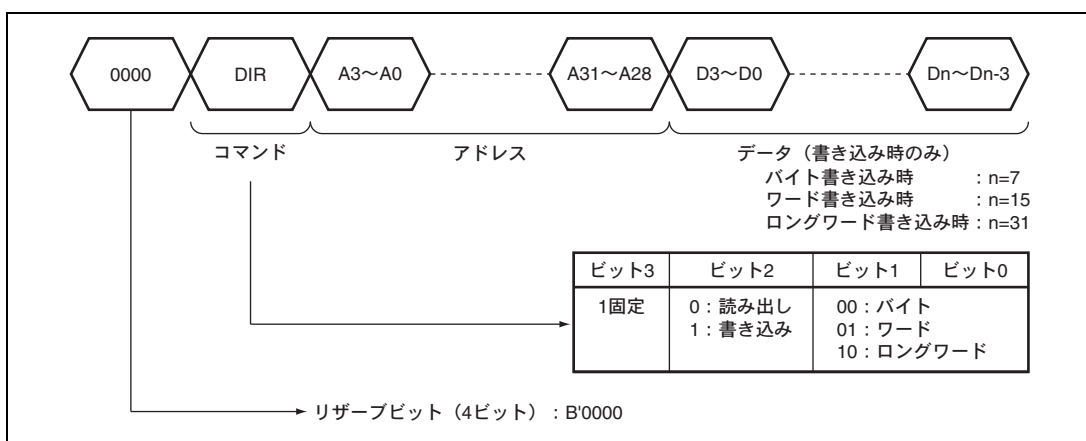 0000 DIR A3～A0 A31～A28 D3～D0 Dn～Dn-3
コマンド アドレス データ（書き込み時のみ）
バイト書き込み時 ：n=7
ワード書き込み時 ：n=15
ロングワード書き込み時：n=31
ビット3 ビット2 ビット1 ビット0
1固定 0：読み出し 00：バイト
1：書き込み 01：ワード
10：ロングワード
リザーブビット（4ビット）：B'0000